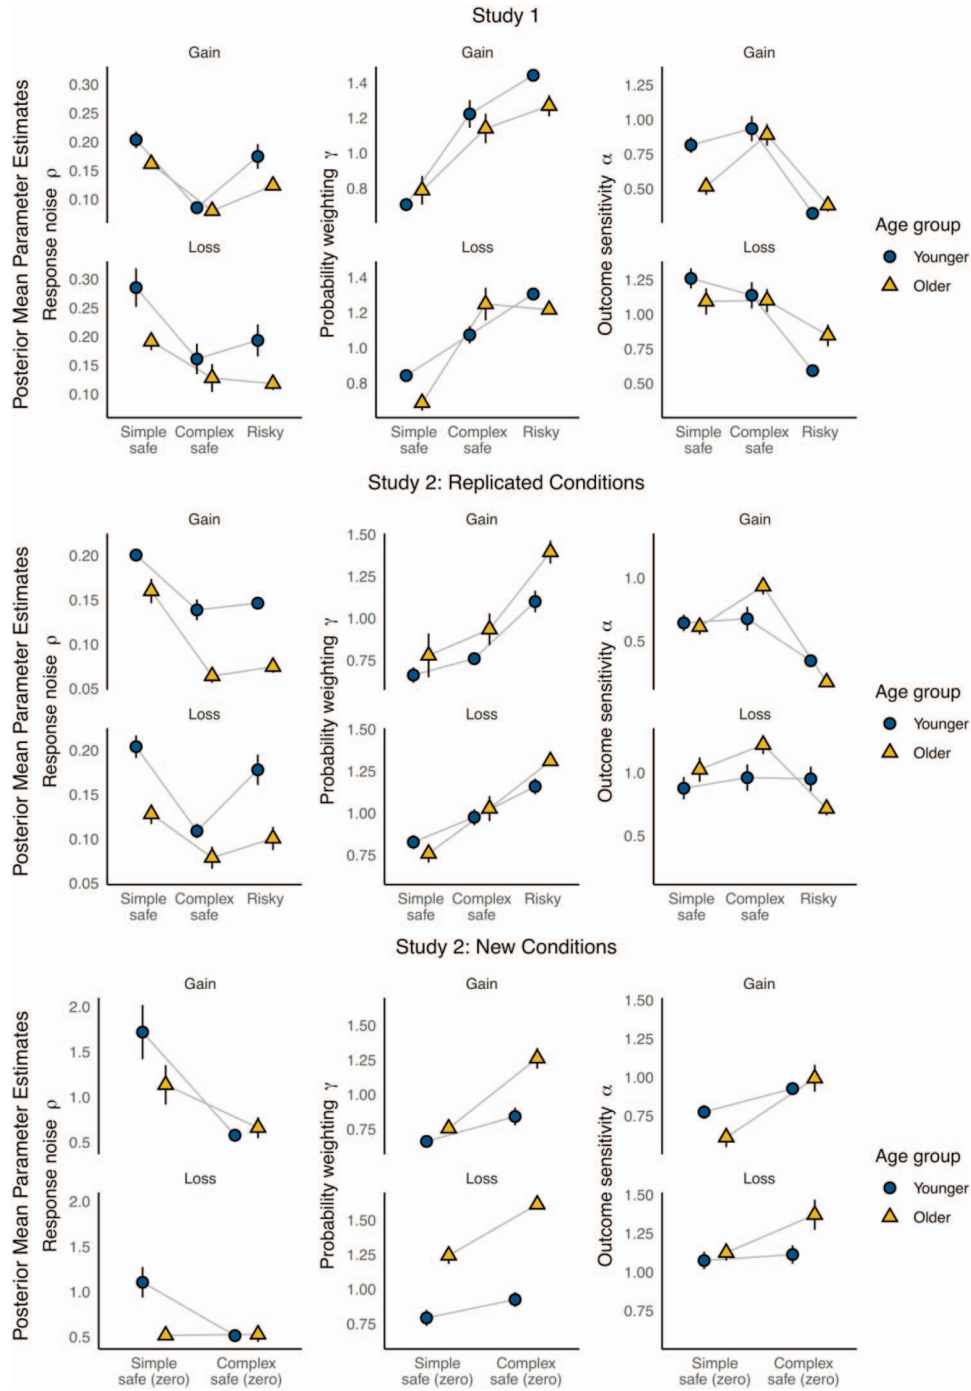 Study 1
Gain
Gain
Gain
Posterior Mean Parameter Estimates
Response noise ρ
0.30
0.25
0.20
0.15
0.10
Probability weighting γ
1.4
1.2
1.0
0.8
Outcome sensitivity α
1.25
1.00
0.75
0.50
Loss
Loss
Loss
0.30
0.25
0.20
0.15
0.10
1.4
1.2
1.0
0.8
1.25
1.00
0.75
0.50
Age group
Younger
Older
Simple safe
Complex safe
Risky
Simple safe
Complex safe
Risky
Simple safe
Complex safe
Risky
Study 2: Replicated Conditions
Gain
Gain
Gain
Posterior Mean Parameter Estimates
Response noise ρ
0.20
0.15
0.10
0.05
Probability weighting γ
1.50
1.25
1.00
0.75
Outcome sensitivity α
1.0
0.5
Loss
Loss
Loss
0.20
0.15
0.10
0.05
1.50
1.25
1.00
0.75
1.0
0.5
Age group
Younger
Older
Simple safe
Complex safe
Risky
Simple safe
Complex safe
Risky
Simple safe
Complex safe
Risky
Study 2: New Conditions
Gain
Gain
Gain
Posterior Mean Parameter Estimates
Response noise ρ
2.0
1.5
1.0
0.5
Probability weighting γ
1.50
1.25
1.00
0.75
Outcome sensitivity α
1.50
1.25
1.00
0.75
Loss
Loss
Loss
2.0
1.5
1.0
0.5
1.50
1.25
1.00
0.75
1.50
1.25
1.00
0.75
Age group
Younger
Older
Simple safe (zero)
Complex safe (zero)
Simple safe (zero)
Complex safe (zero)
Simple safe (zero)
Complex safe (zero)